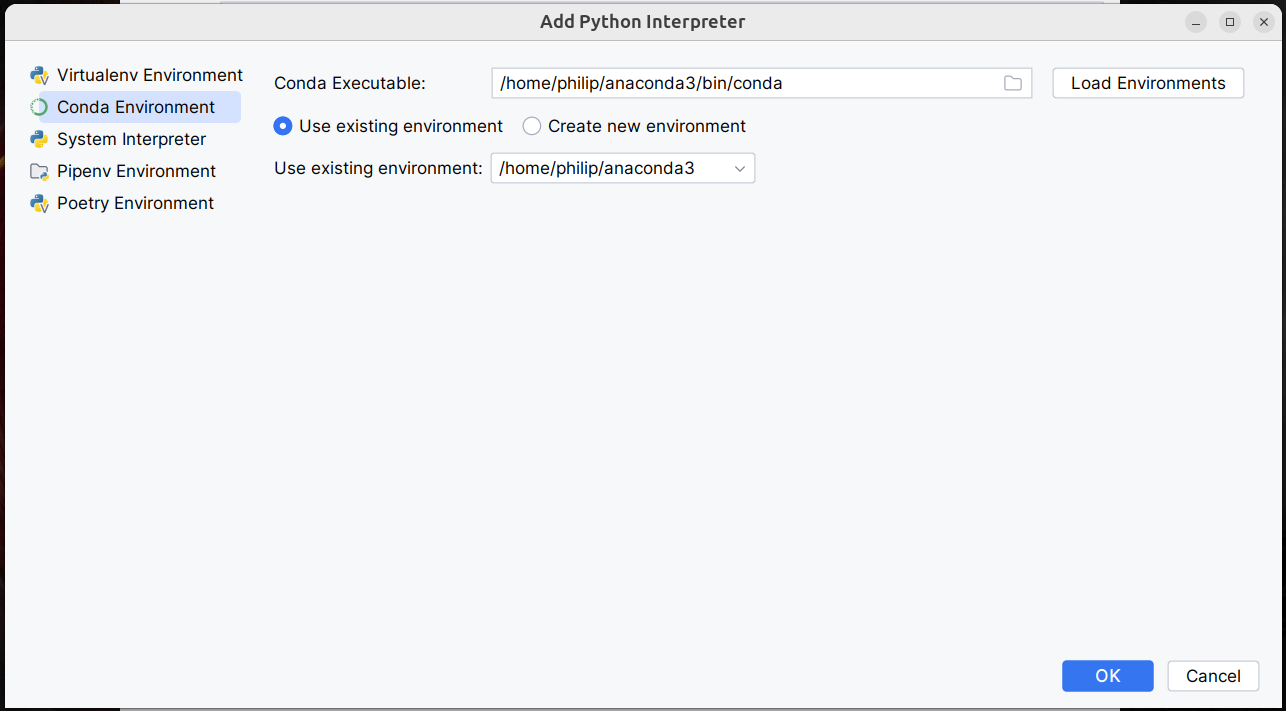 Add Python Interpreter
Virtualenv Environment
Conda Environment
System Interpreter
Pipenv Environment
Poetry Environment
Conda Executable: /home/philip/anaconda3/bin/conda Load Environments
Use existing environment Create new environment
Use existing environment: /home/philip/anaconda3
OK Cancel